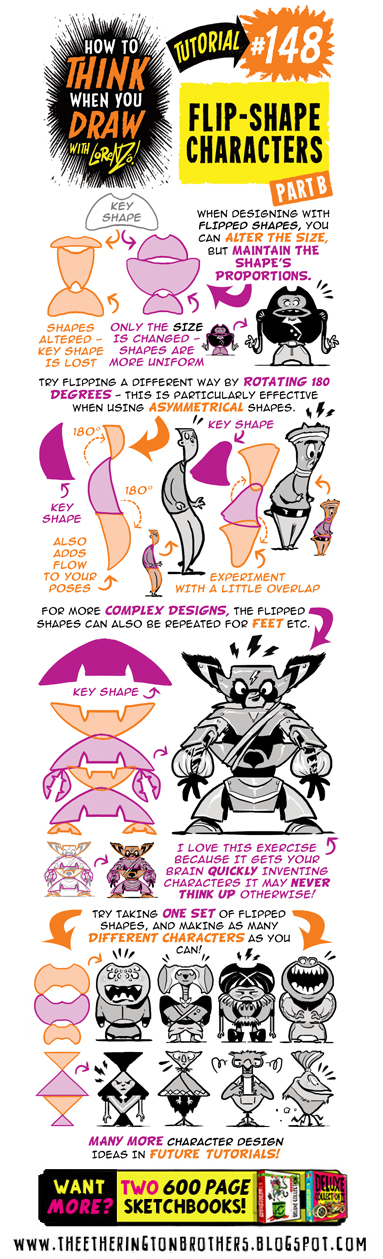 HOW TO
THINK
WHEN YOU
DRAW
WITH LORENZO!
TUTORIAL
#148
FLIP-SHAPE
CHARACTERS
PART B
KEY
SHAPE
WHEN DESIGNING WITH
FLIPPED SHAPES, YOU
CAN ALTER THE SIZE,
BUT MAINTAIN THE
SHAPE'S
PROPORTIONS.
SHAPES
ALTERED -
KEY SHAPE
IS LOST
ONLY THE SIZE
IS CHANGED -
SHAPES ARE
MORE UNIFORM
TRY FLIPPING A DIFFERENT WAY BY ROTATING 180
DEGREES - THIS IS PARTICULARLY EFFECTIVE
WHEN USING ASYMMETRICAL SHAPES.
180°
KEY SHAPE
180°
KEY
SHAPE
ALSO
ADDS
FLOW
TO YOUR
POSES
EXPERIMENT
WITH A LITTLE OVERLAP
FOR MORE COMPLEX DESIGNS, THE FLIPPED
SHAPES CAN ALSO BE REPEATED FOR FEET ETC.
KEY SHAPE
I LOVE THIS EXERCISE
BECAUSE IT GETS YOUR
BRAIN QUICKLY INVENTING
CHARACTERS IT MAY NEVER
THINK UP OTHERWISE!
TRY TAKING ONE SET OF FLIPPED
SHAPES, AND MAKING AS MANY
DIFFERENT CHARACTERS AS YOU
CAN!
MANY MORE CHARACTER DESIGN
IDEAS IN FUTURE TUTORIALS!
WANT
MORE?
TWO 600 PAGE
SKETCHBOOKS!
DELUXE
COLLECTION
WWW.THEETHERINGTONBROTHERS.BLOGSPOT.COM